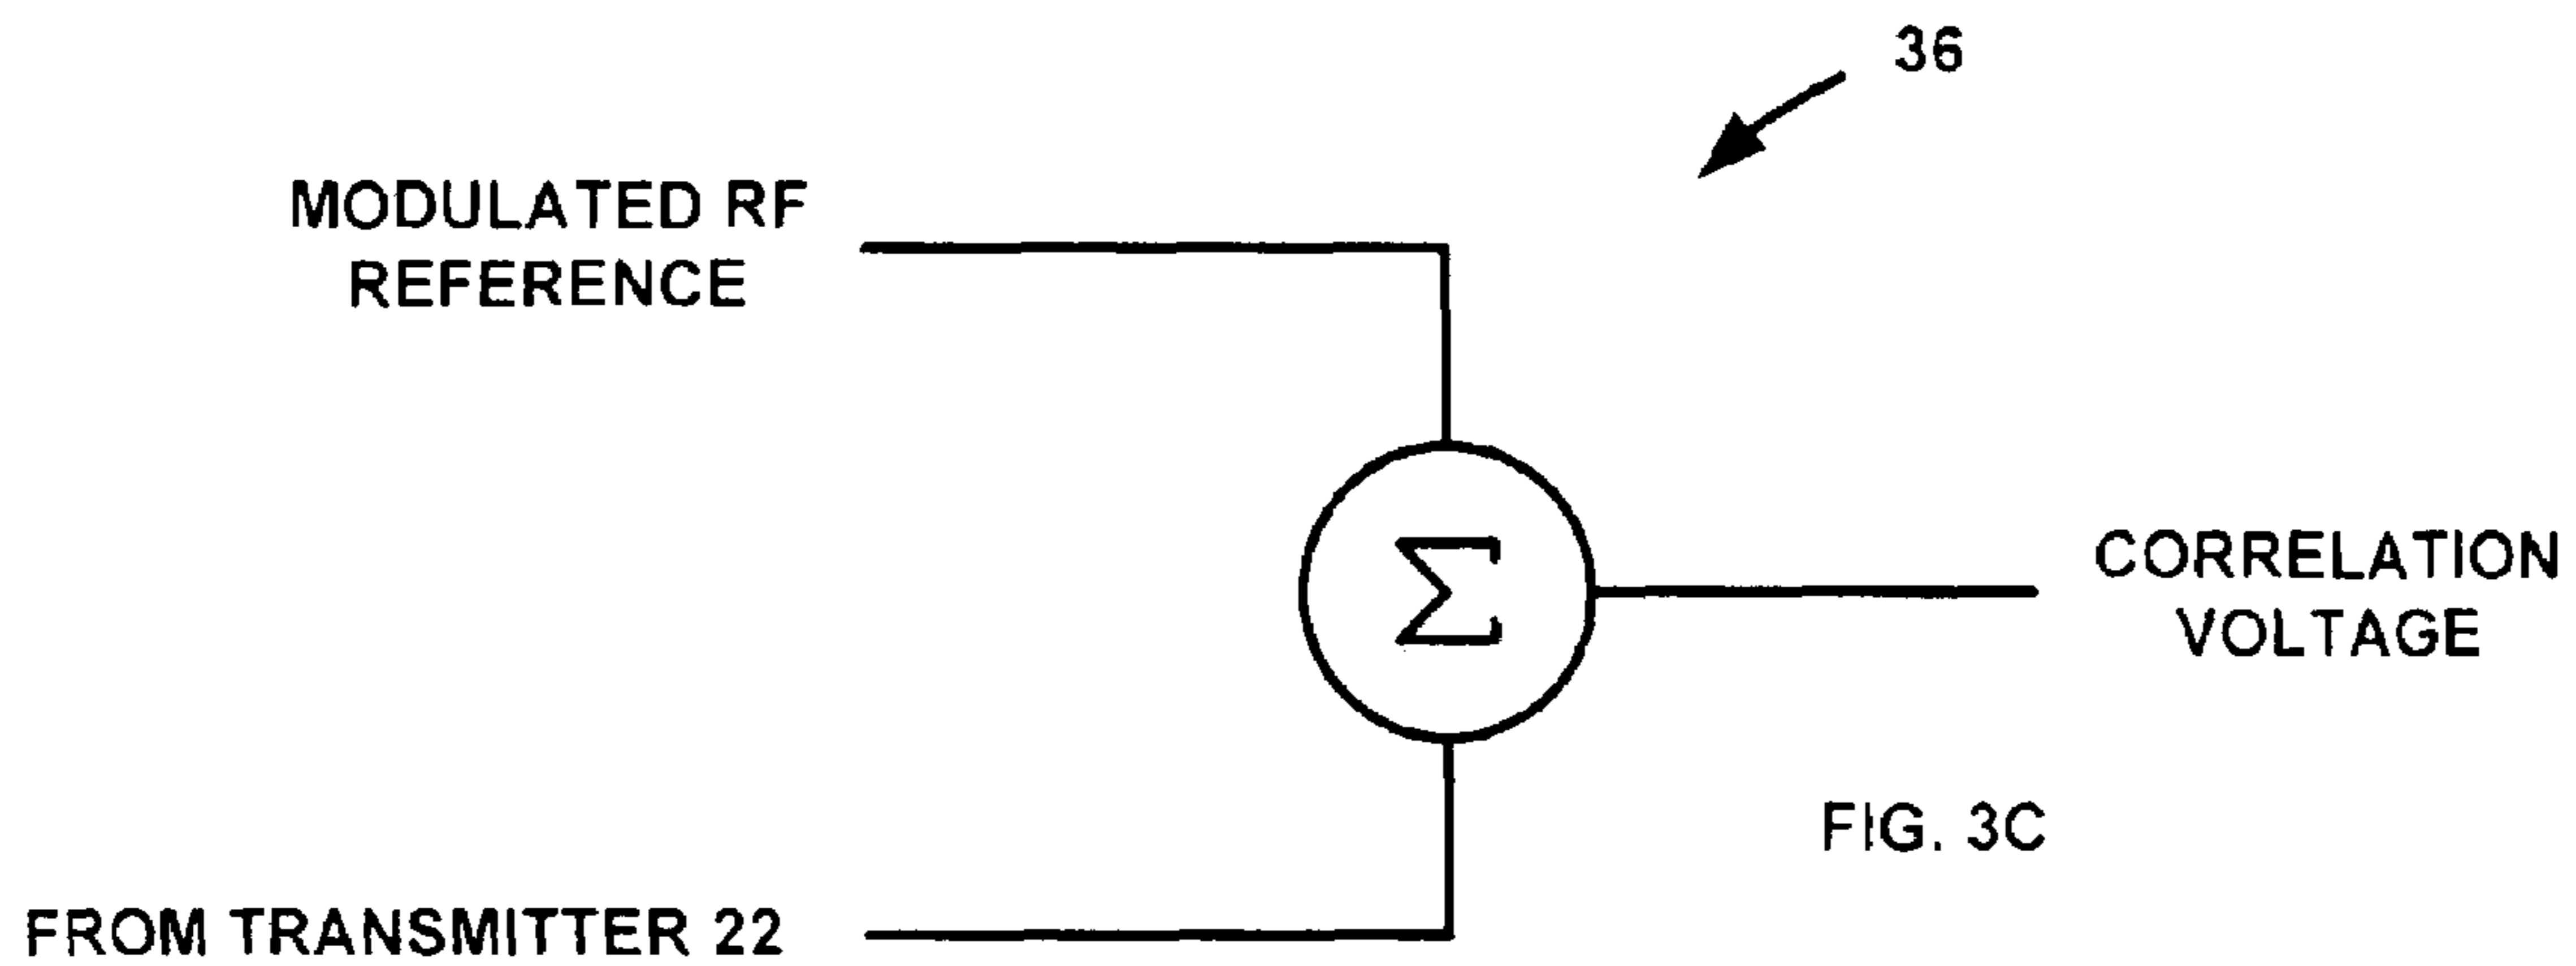 36
MODULATED RF
REFERENCE
Σ
CORRELATION
VOLTAGE
FIG. 3C
FROM TRANSMITTER 22